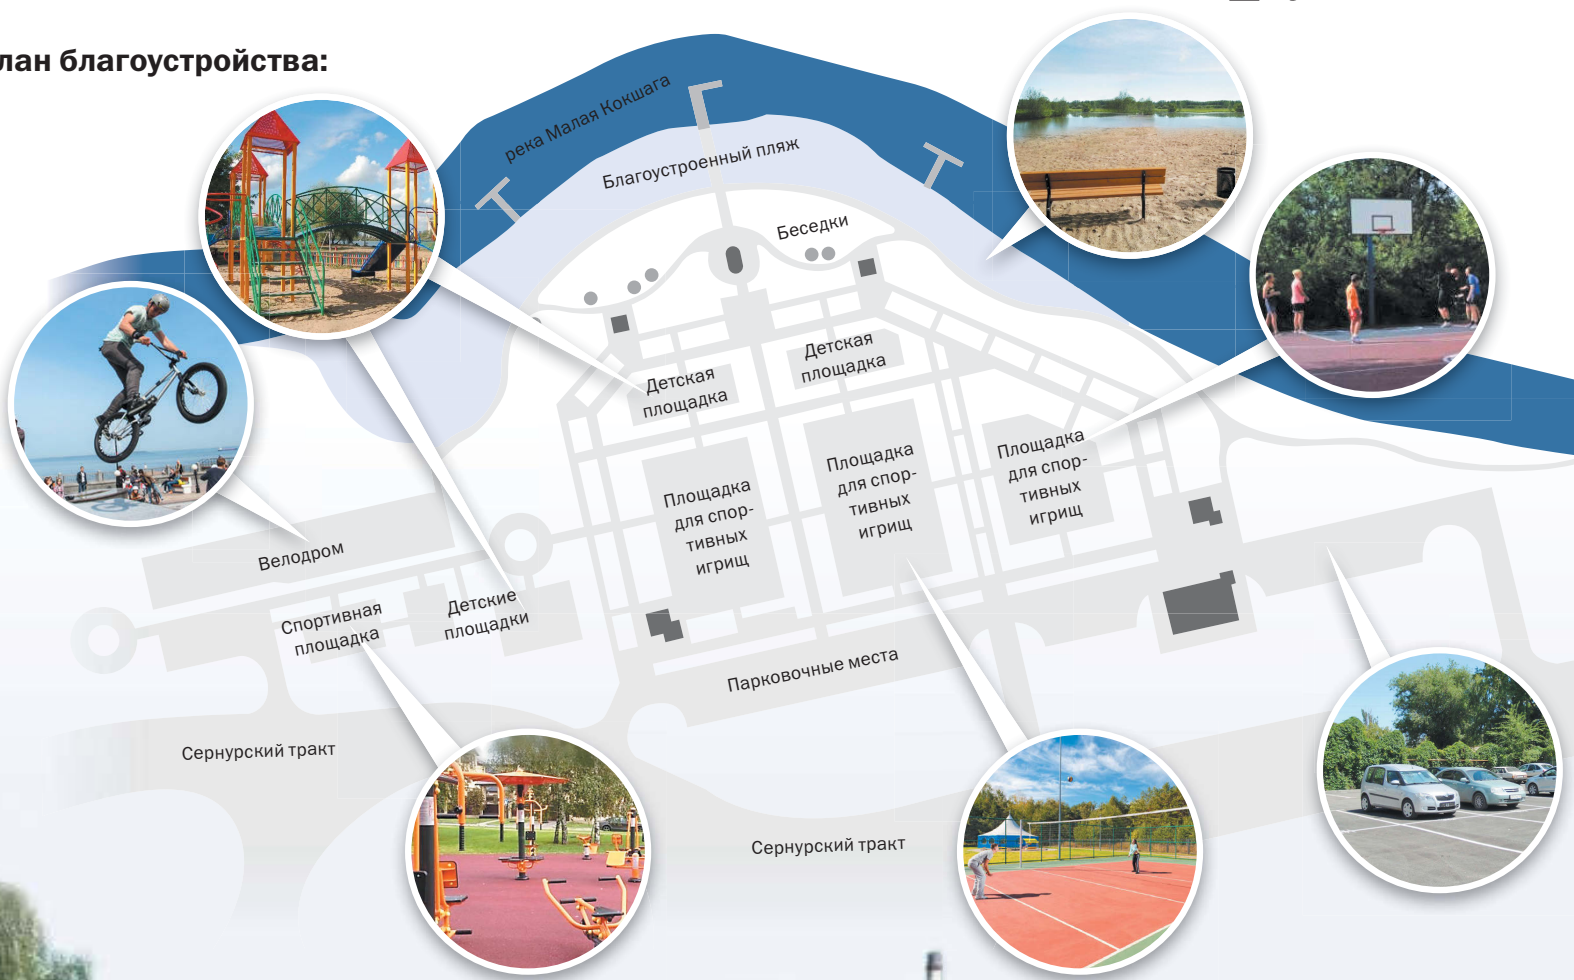 лан благоустройства:
река Малая Кокшага
Благоустроенный пляж
Беседки
Детская
площадка
Детская
площадка
Площадка
для спор-
тивных
игрищ
Площадка
для спор-
тивных
игрищ
Площадка
для спор-
тивных
игрищ
Велодром
Спортивная
площадка
Детские
площадки
Парковочные места
Сернурский тракт
Сернурский тракт